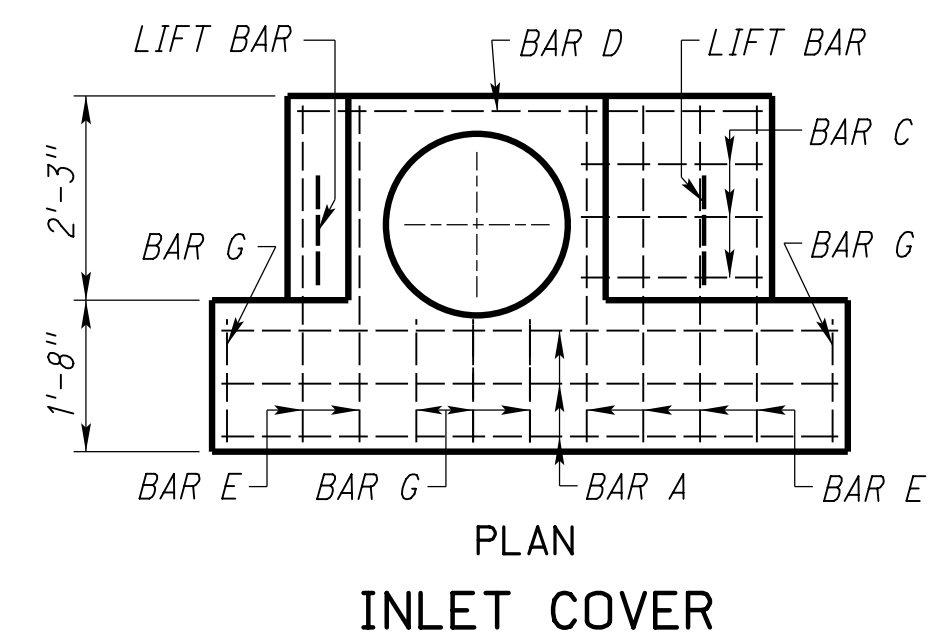 LIFT BAR
BAR D
LIFT BAR
BAR C
2'-3"
BAR G
BAR G
1'-8"
BAR E
BAR G
BAR A
BAR E
PLAN
INLET COVER